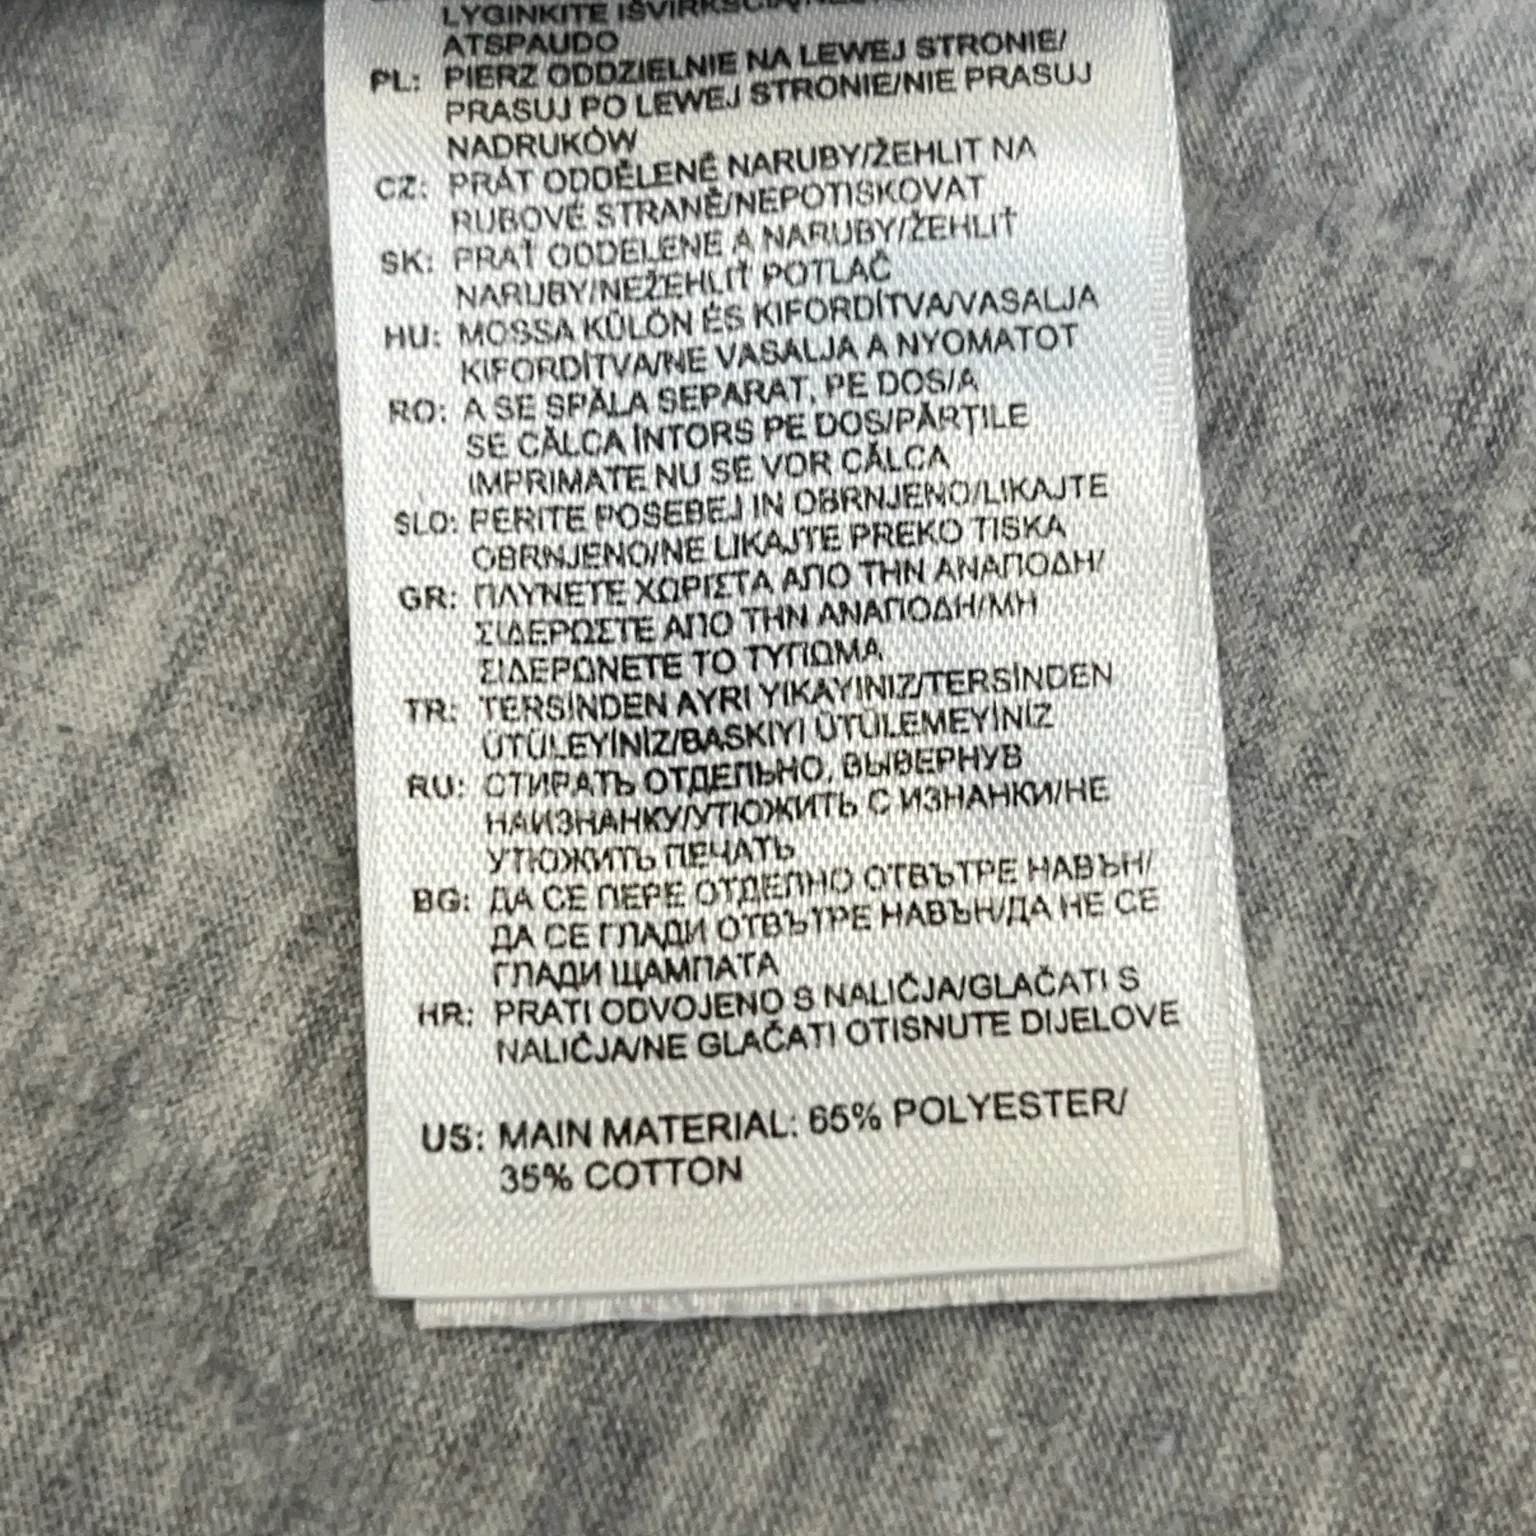 LYGINKITE
ATSPAUDO
PL: PIERZ ODDZIELNIE NA LEWEJ STRONIE/
PRASUJ PO LEWEJ STRONIE/NIE PRASUJ
NADRUKÓW
CZ: PRÁT ODDĚLENĚ NARUBY/ŽEHLIT NA
RUBOVÉ STRANĚ/NEPOTISKOVAT
SK: PRAŤ ODDELENE A NARUBY/ŽEHLIŤ
NARUBY/NEŽEHLIŤ POTLAČ
HU: MOSSA KÜLÖN ÉS KIFORDÍTVA/VASALJA
KIFORDÍTVA/NE VASALJA A NYOMATOT
RO: A SE SPĂLA SEPARAT, PE DOS/A
SE CĂLCA ÎNTORS PE DOS/PĂRȚILE
IMPRIMATE NU SE VOR CĂLCA
SLO: PERITE POSEBEJ IN OBRNJENO/LIKAJTE
OBRNJENO/NE LIKAJTE PREKO TISKA
GR: ΠΛΥΝΕΤΕ ΧΩΡΙΣΤΑ ΑΠΟ ΤΗΝ ΑΝΑΠΟΔΗ/
ΣΙΔΕΡΩΣΤΕ ΑΠΟ ΤΗΝ ΑΝΑΠΟΔΗ/ΜΗ
ΣΙΔΕΡΩΝΕΤΕ ΤΟ ΤΥΠΩΜΑ
TR: TERSİNDEN AYRI YIKAYINIZ/TERSİNDEN
ÜTÜLEYİNİZ/BASKIYI ÜTÜLEMEYİNİZ
RU: СТИРАТЬ ОТДЕЛЬНО, ВЫВЕРНУВ
НАИЗНАНКУ/УТЮЖИТЬ С ИЗНАНКИ/НЕ
УТЮЖИТЬ ПЕЧАТЬ
BG: ДА СЕ ПЕРЕ ОТДЕЛНО ОТВЪТРЕ НАВЪН/
ДА СЕ ГЛАДИ ОТВЪТРЕ НАВЪН/ДА НЕ СЕ
ГЛАДИ ЩАМПАТА
HR: PRATI ODVOJENO S NALIČJA/GLAČATI S
NALIČJA/NE GLAČATI OTISNUTE DIJELOVE
US: MAIN MATERIAL: 65% POLYESTER/
35% COTTON